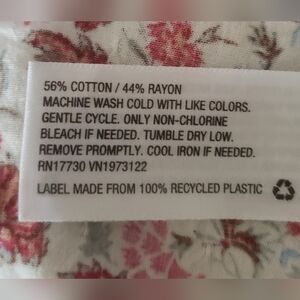 56% COTTON / 44% RAYON
MACHINE WASH COLD WITH LIKE COLORS.
GENTLE CYCLE. ONLY NON-CHLORINE
BLEACH IF NEEDED. TUMBLE DRY LOW.
REMOVE PROMPTLY. COOL IRON IF NEEDED.
RN17730 VN1973122
LABEL MADE FROM 100% RECYCLED PLASTIC